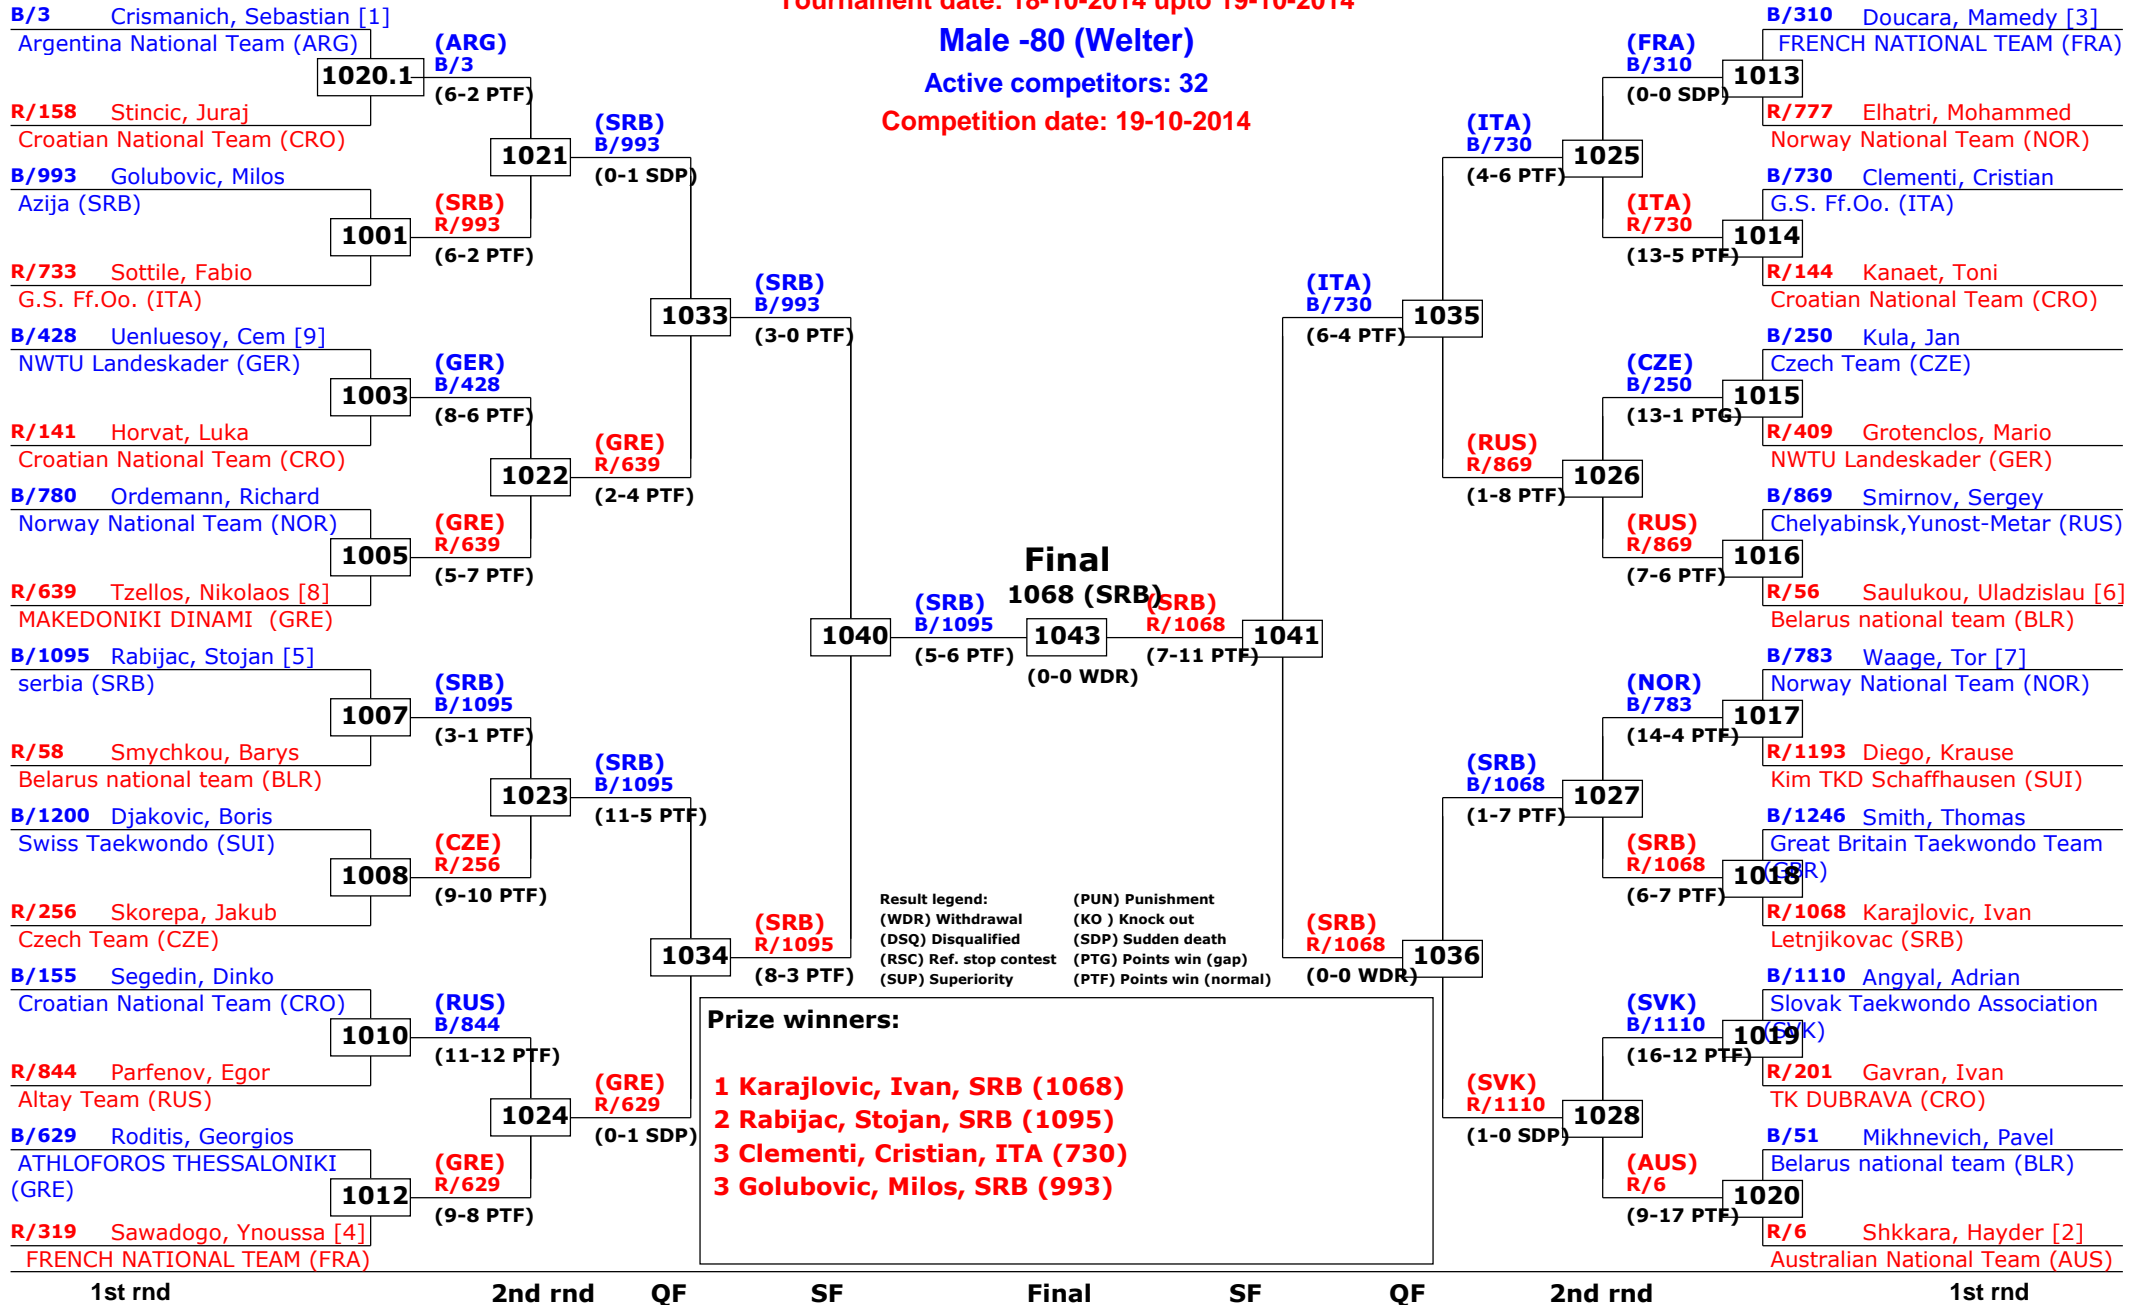 Tournament date: 18-10-2014 upto 19-10-2014
Male -80 (Welter)
Active competitors: 32
Competition date: 19-10-2014
B/3 Crismanich, Sebastian [1]
Argentina National Team (ARG)
1020.1
R/158 Stincic, Juraj
Croatian National Team (CRO)
B/993 Golubovic, Milos
Azija (SRB)
1001
R/733 Sottile, Fabio
G.S. Ff.Oo. (ITA)
B/428 Uenluesoy, Cem [9]
NWTU Landeskader (GER)
1003
R/141 Horvat, Luka
Croatian National Team (CRO)
B/780 Ordemann, Richard
Norway National Team (NOR)
1005
R/639 Tzellos, Nikolaos [8]
MAKEDONIKI DINAMI (GRE)
B/1095 Rabijac, Stojan [5]
serbia (SRB)
1007
R/58 Smychkou, Barys
Belarus national team (BLR)
B/1200 Djakovic, Boris
Swiss Taekwondo (SUI)
1008
R/256 Skorepa, Jakub
Czech Team (CZE)
B/155 Segedin, Dinko
Croatian National Team (CRO)
1010
R/844 Parfenov, Egor
Altay Team (RUS)
B/629 Roditis, Georgios
ATHLOFOROS THESSALONIKI
(GRE)
1012
R/319 Sawadogo, Ynoussa [4]
FRENCH NATIONAL TEAM (FRA)
(ARG)
B/3
(6-2 PTF)
1021
(SRB)
R/993
(6-2 PTF)
(GER)
B/428
(8-6 PTF)
1022
(GRE)
R/639
(5-7 PTF)
(SRB)
B/1095
(3-1 PTF)
1023
(CZE)
R/256
(9-10 PTF)
(RUS)
B/844
(11-12 PTF)
1024
(GRE)
R/629
(9-8 PTF)
(SRB)
B/993
(0-1 SDP)
1033
(GRE)
R/639
(2-4 PTF)
(SRB)
B/1095
(11-5 PTF)
1034
(GRE)
R/629
(0-1 SDP)
(SRB)
B/993
(3-0 PTF)
1040
(SRB)
R/1095
(8-3 PTF)
(SRB)
B/1095
(5-6 PTF)
Final
1068 (SRB)
1043
(0-0 WDR)
(SRB)
R/1068
(7-11 PTF)
1041
(ITA)
B/730
(6-4 PTF)
1035
(SRB)
R/1068
(0-0 WDR)
1036
(ITA)
B/730
(4-6 PTF)
1025
(RUS)
R/869
(1-8 PTF)
1026
(SRB)
B/1068
(1-7 PTF)
1027
(SVK)
R/1110
(1-0 SDP)
1028
(FRA)
B/310
(0-0 SDP)
(ITA)
R/730
(13-5 PTF)
(CZE)
B/250
(13-1 PTG)
(RUS)
R/869
(7-6 PTF)
(NOR)
B/783
(14-4 PTF)
(SRB)
R/1068
(6-7 PTF)
(SVK)
B/1110
(16-12 PTF)
(AUS)
R/6
(9-17 PTF)
B/310 Doucara, Mamedy [3]
FRENCH NATIONAL TEAM (FRA)
1013
R/777 Elhatri, Mohammed
Norway National Team (NOR)
B/730 Clementi, Cristian
G.S. Ff.Oo. (ITA)
1014
R/144 Kanaet, Toni
Croatian National Team (CRO)
B/250 Kula, Jan
Czech Team (CZE)
1015
R/409 Grotenclos, Mario
NWTU Landeskader (GER)
B/869 Smirnov, Sergey
Chelyabinsk,Yunost-Metar (RUS)
1016
R/56 Saulukou, Uladzislau [6]
Belarus national team (BLR)
B/783 Waage, Tor [7]
Norway National Team (NOR)
1017
R/1193 Diego, Krause
Kim TKD Schaffhausen (SUI)
B/1246 Smith, Thomas
Great Britain Taekwondo Team
(GBR)
1018
R/1068 Karajlovic, Ivan
Letnjikovac (SRB)
B/1110 Angyal, Adrian
Slovak Taekwondo Association
(SVK)
1019
R/201 Gavran, Ivan
TK DUBRAVA (CRO)
B/51 Mikhnevich, Pavel
Belarus national team (BLR)
1020
R/6 Shkkara, Hayder [2]
Australian National Team (AUS)
Result legend: (PUN) Punishment
(WDR) Withdrawal (KO ) Knock out
(DSQ) Disqualified (SDP) Sudden death
(RSC) Ref. stop contest (PTG) Points win (gap)
(SUP) Superiority (PTF) Points win (normal)
Prize winners:
1 Karajlovic, Ivan, SRB (1068)
2 Rabijac, Stojan, SRB (1095)
3 Clementi, Cristian, ITA (730)
3 Golubovic, Milos, SRB (993)
1st rnd 2nd rnd QF SF Final SF QF 2nd rnd 1st rnd